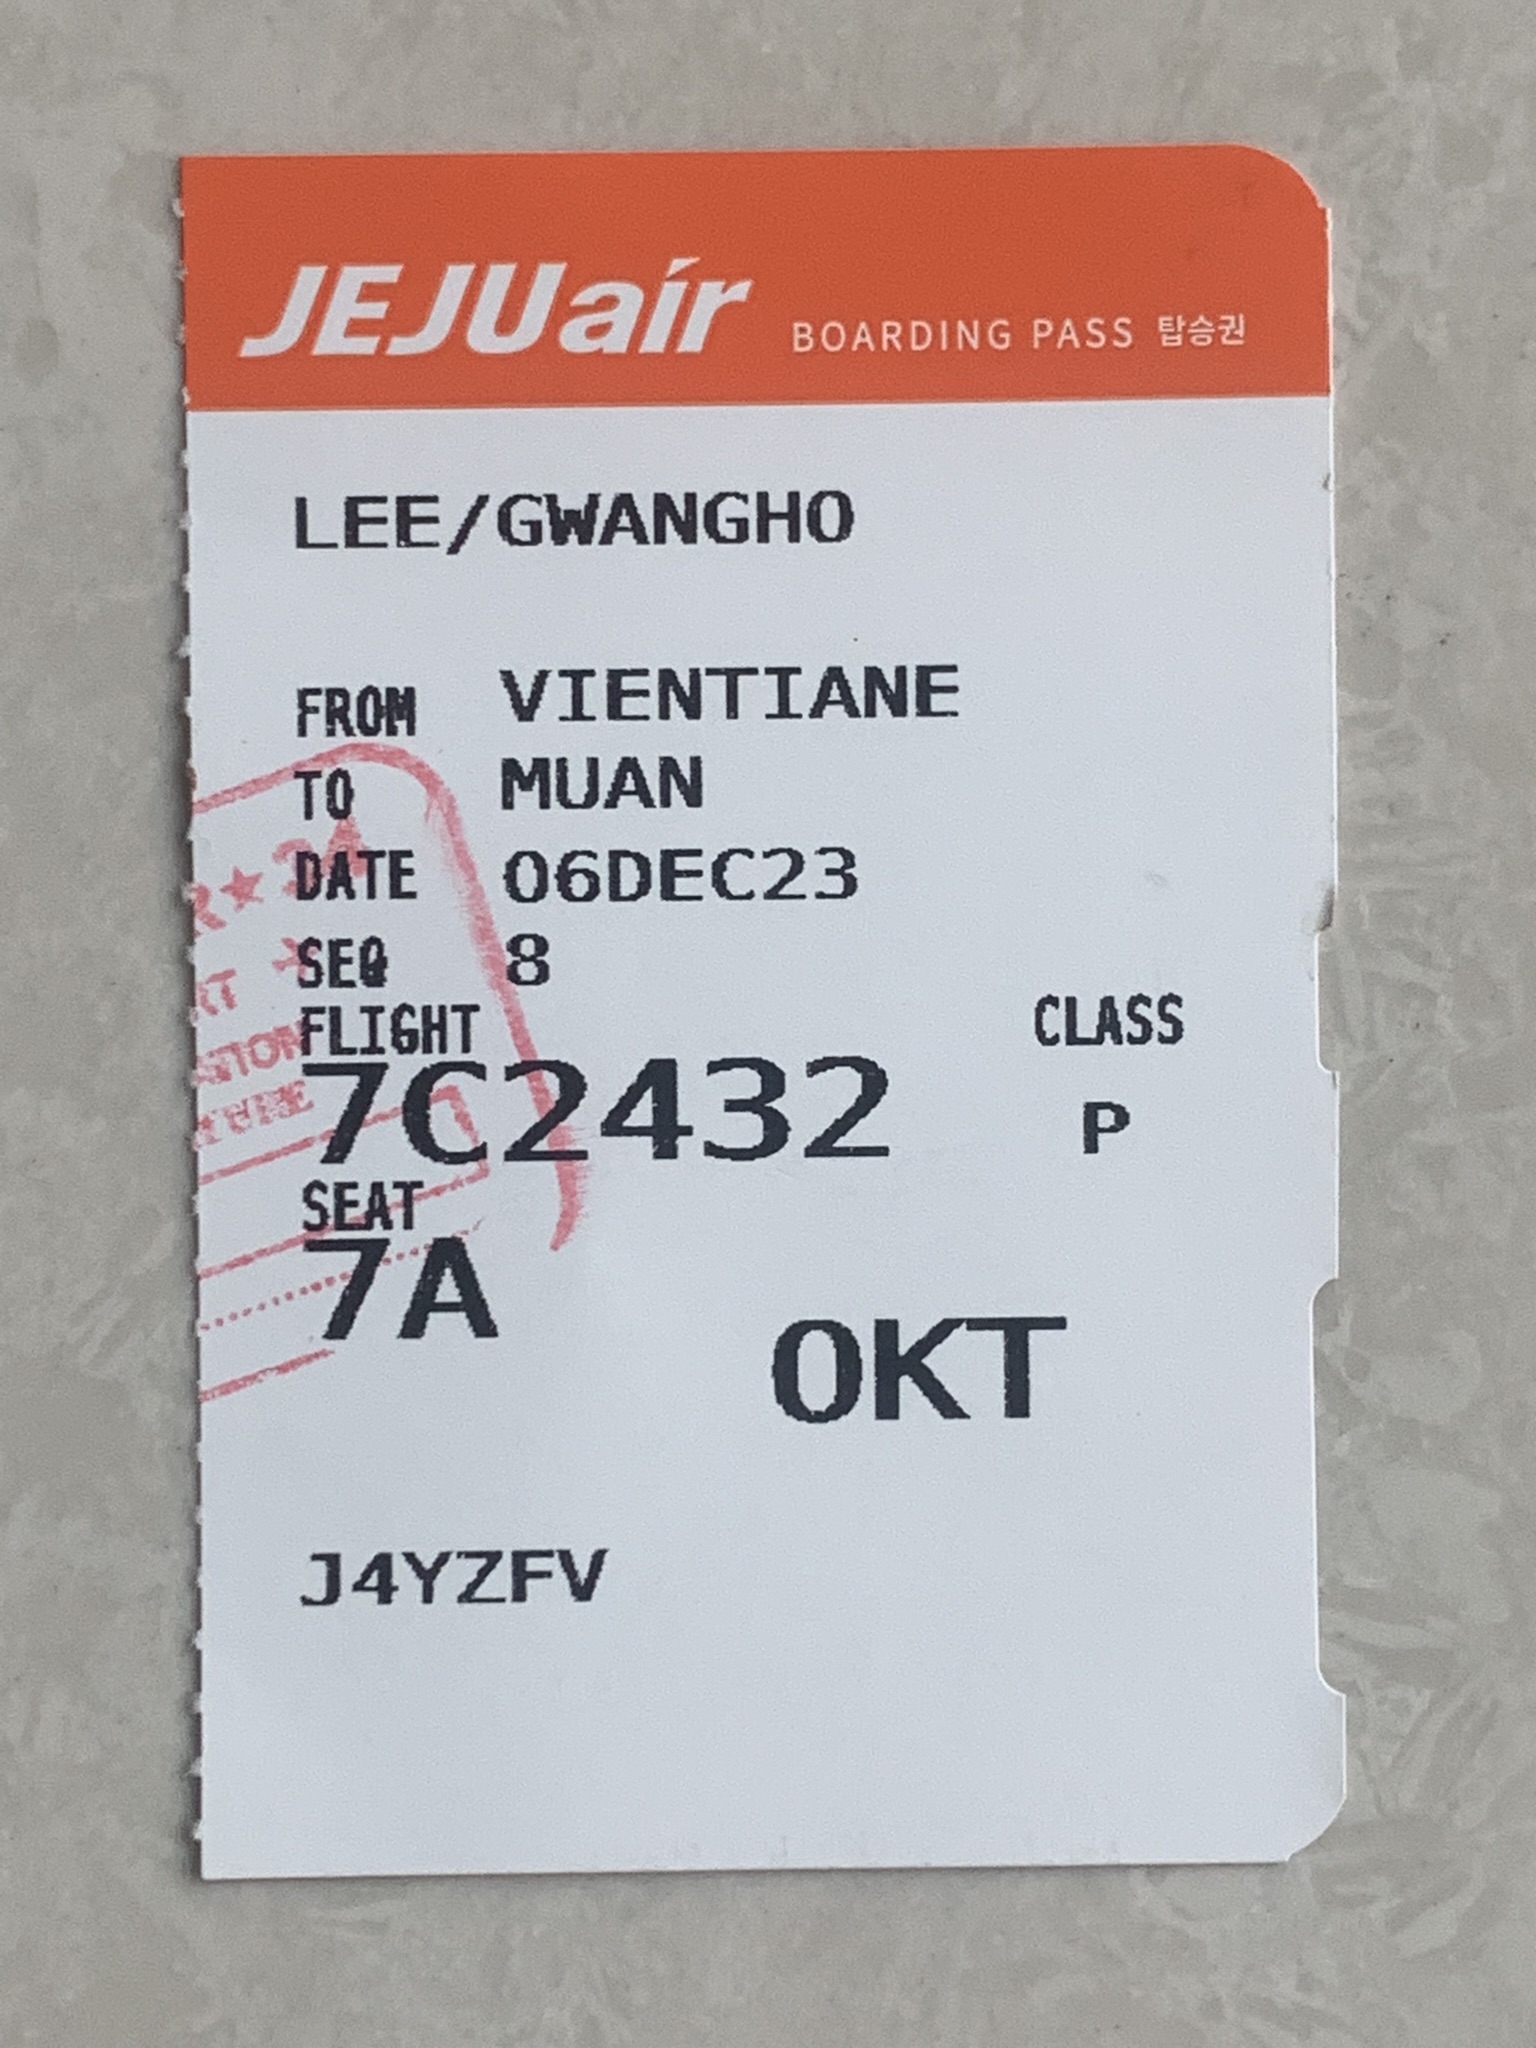 JEJUair BOARDING PASS 탑승권
LEE/GWANGHO
FROM VIENTIANE
TO MUAN
DATE 06DEC23
SEQ 8
FLIGHT CLASS
7C2432 P
SEAT
7A
OKT
J4YZFV